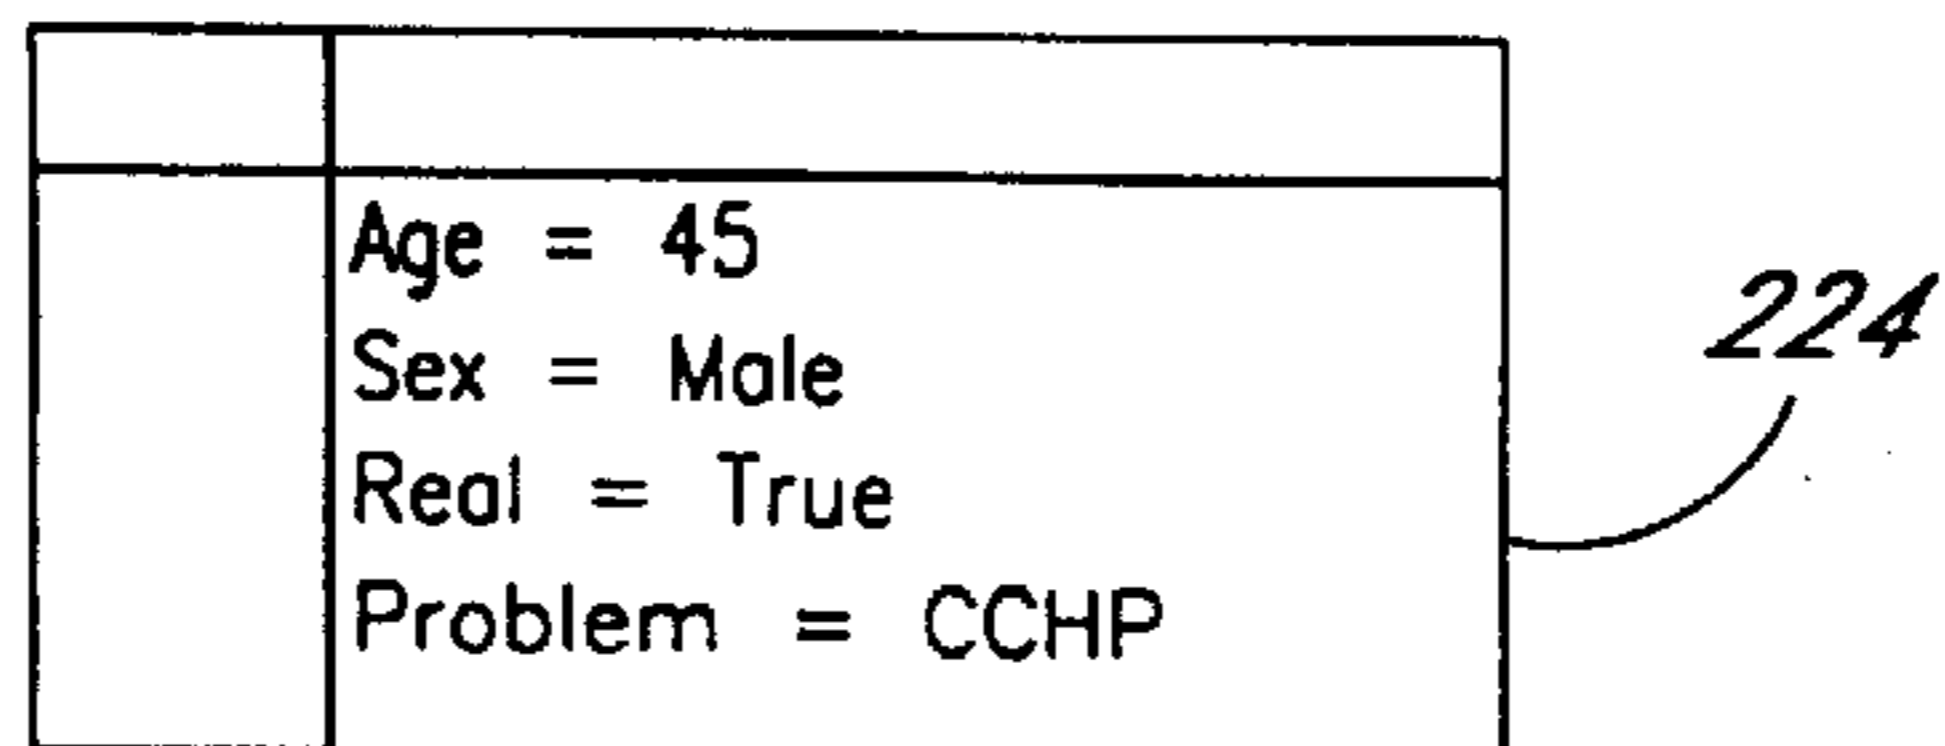 Age = 45
Sex = Male
Real = True
Problem = CCHP
224